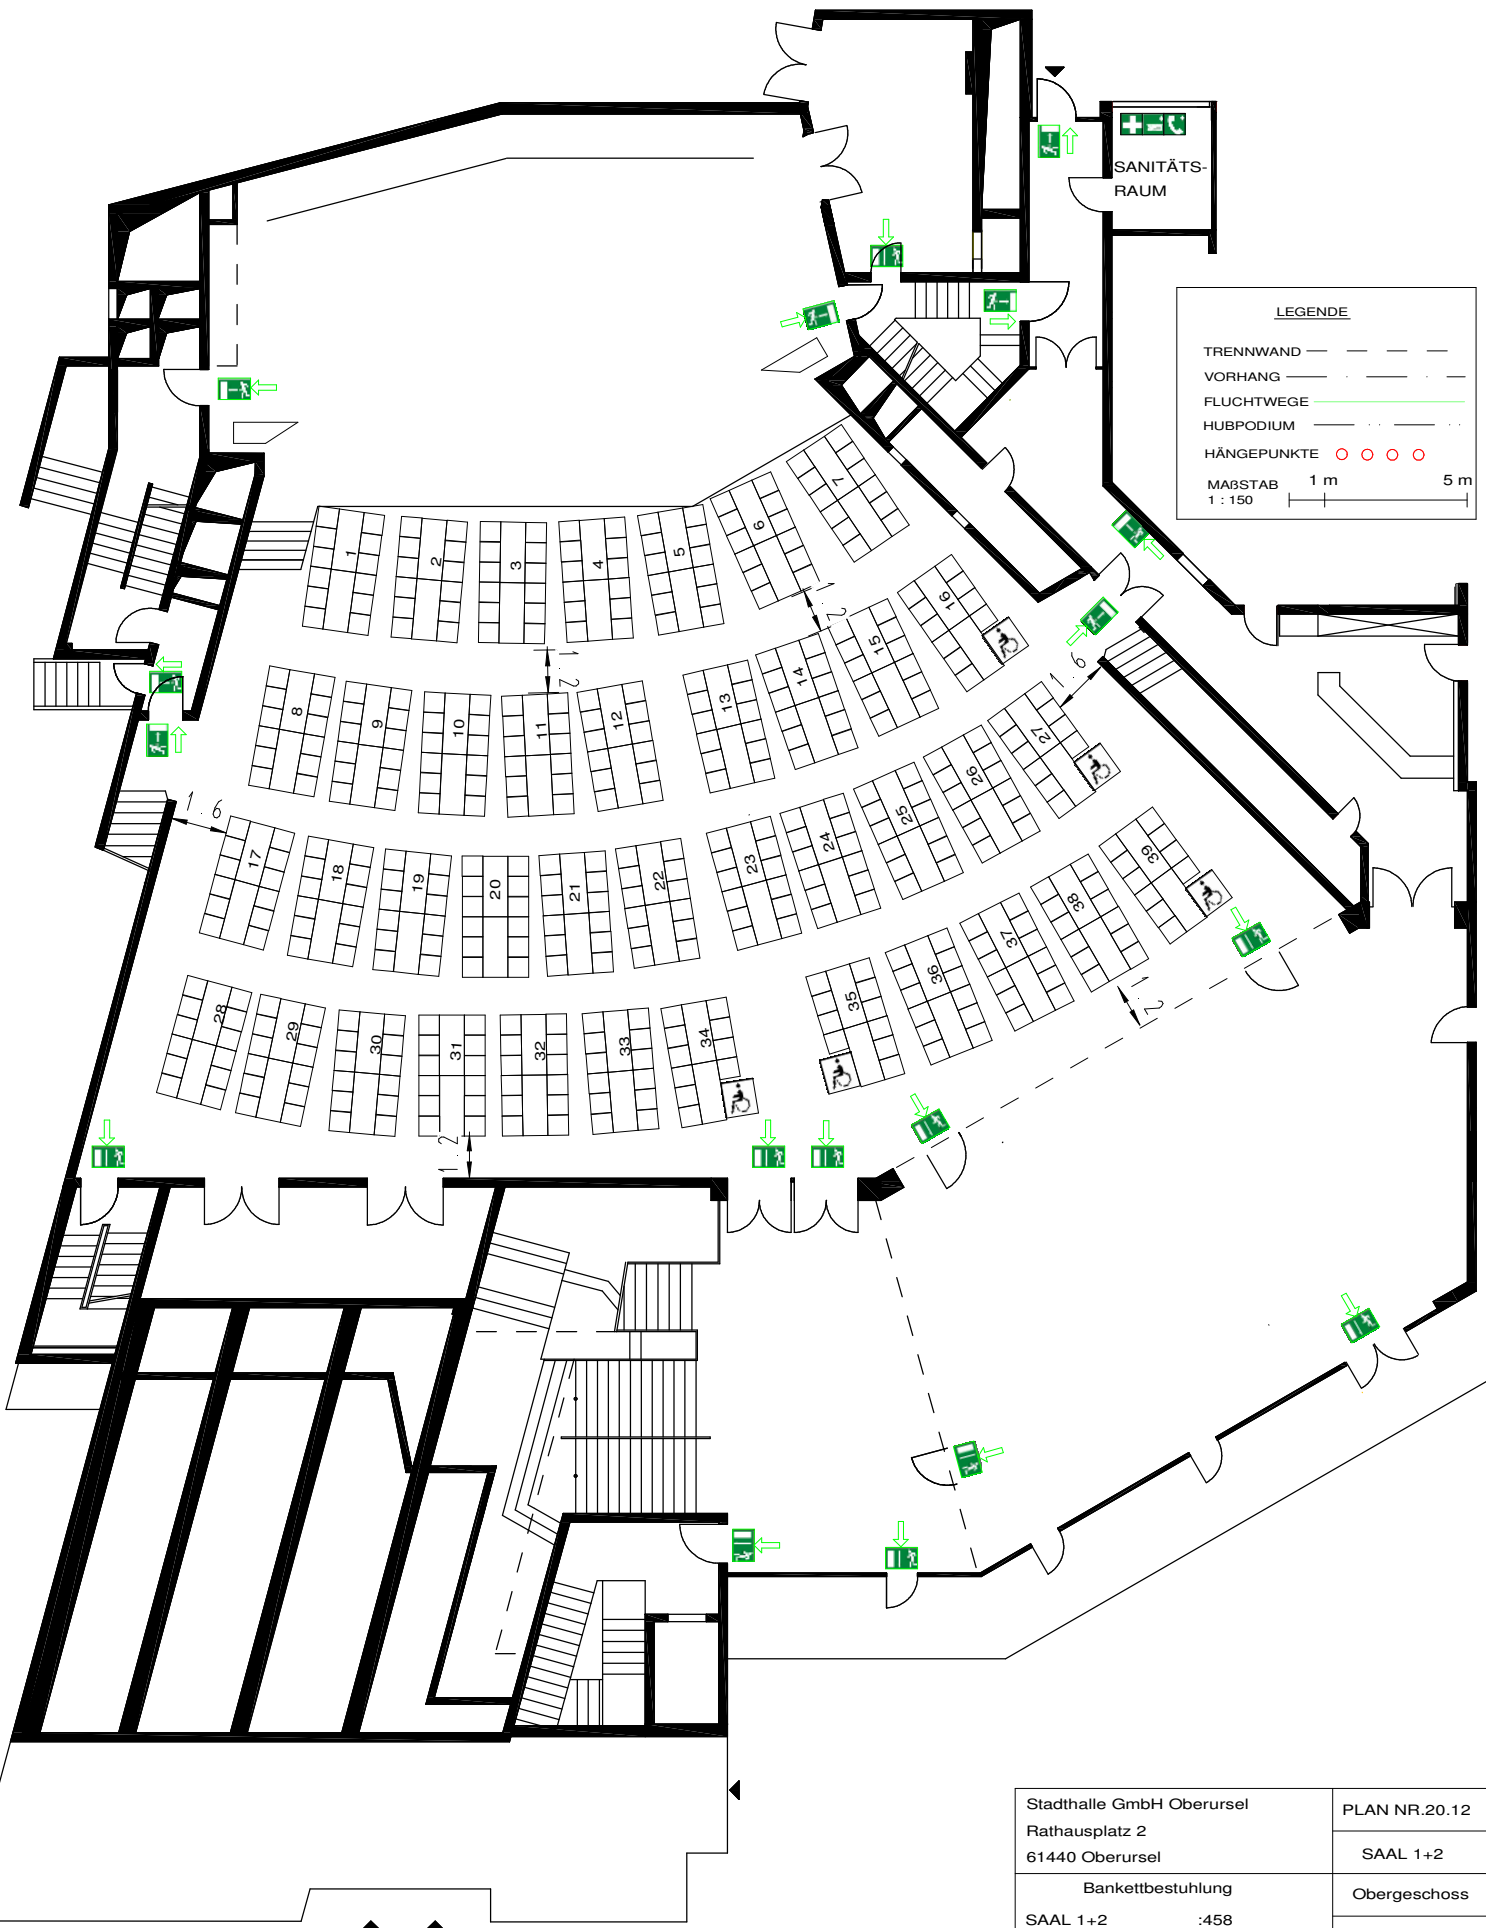 SANITÄTS-
RAUM
LEGENDE
TRENNWAND
VORHANG
FLUCHTWEGE
HUBPODIUM
HÄNGEPUNKTE
MAßSTAB
1 : 150
1 m
5 m
1
2
3
4
5
6
7
1.2
8
9
10
11
12
13
14
15
16
1.2
1.6
17
18
19
20
21
22
23
24
25
26
27
1.6
28
29
30
31
32
33
34
35
36
37
38
39
1.2
1.2
Stadthalle GmbH Oberursel
Rathausplatz 2
61440 Oberursel
PLAN NR.20.12
SAAL 1+2
Bankettbestuhlung
SAAL 1+2 :458
Obergeschoss